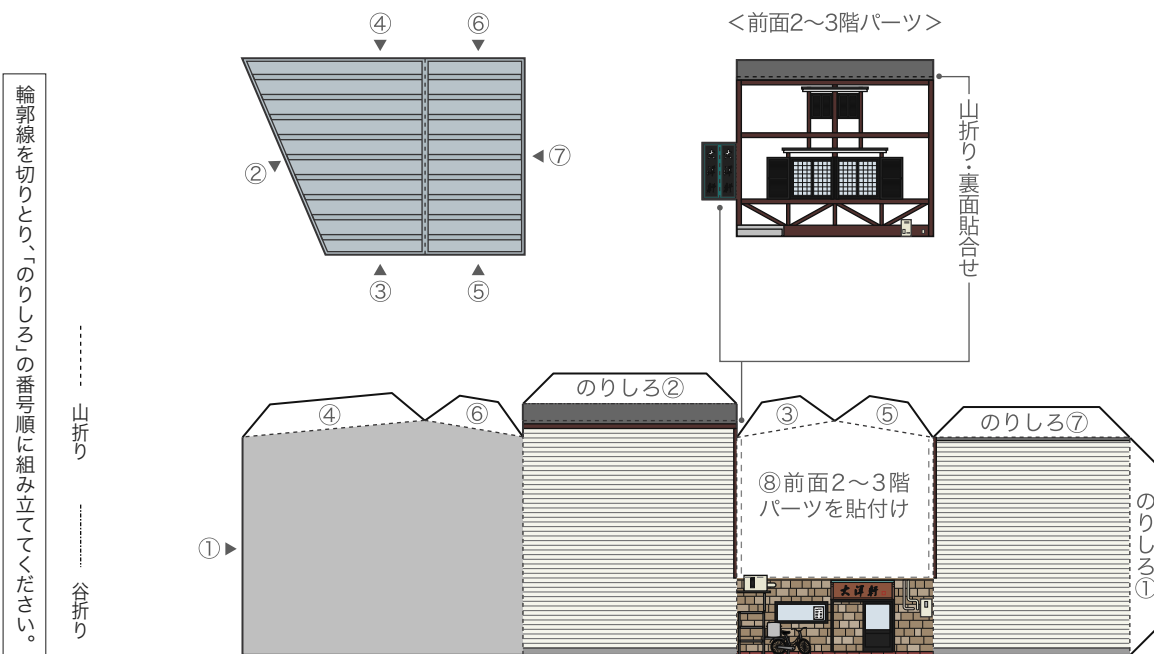 輪郭線を切りとり、「のりしろ」の番号順に組み立ててください。
山折り
谷折り
④
⑥
②
⑦
③
⑤
＜前面2～3階パーツ＞
山折り・裏面貼合せ
④
⑥
のりしろ②
③
⑤
のりしろ⑦
⑧前面2～3階
パーツを貼付け
①
のりしろ①
大洋軒